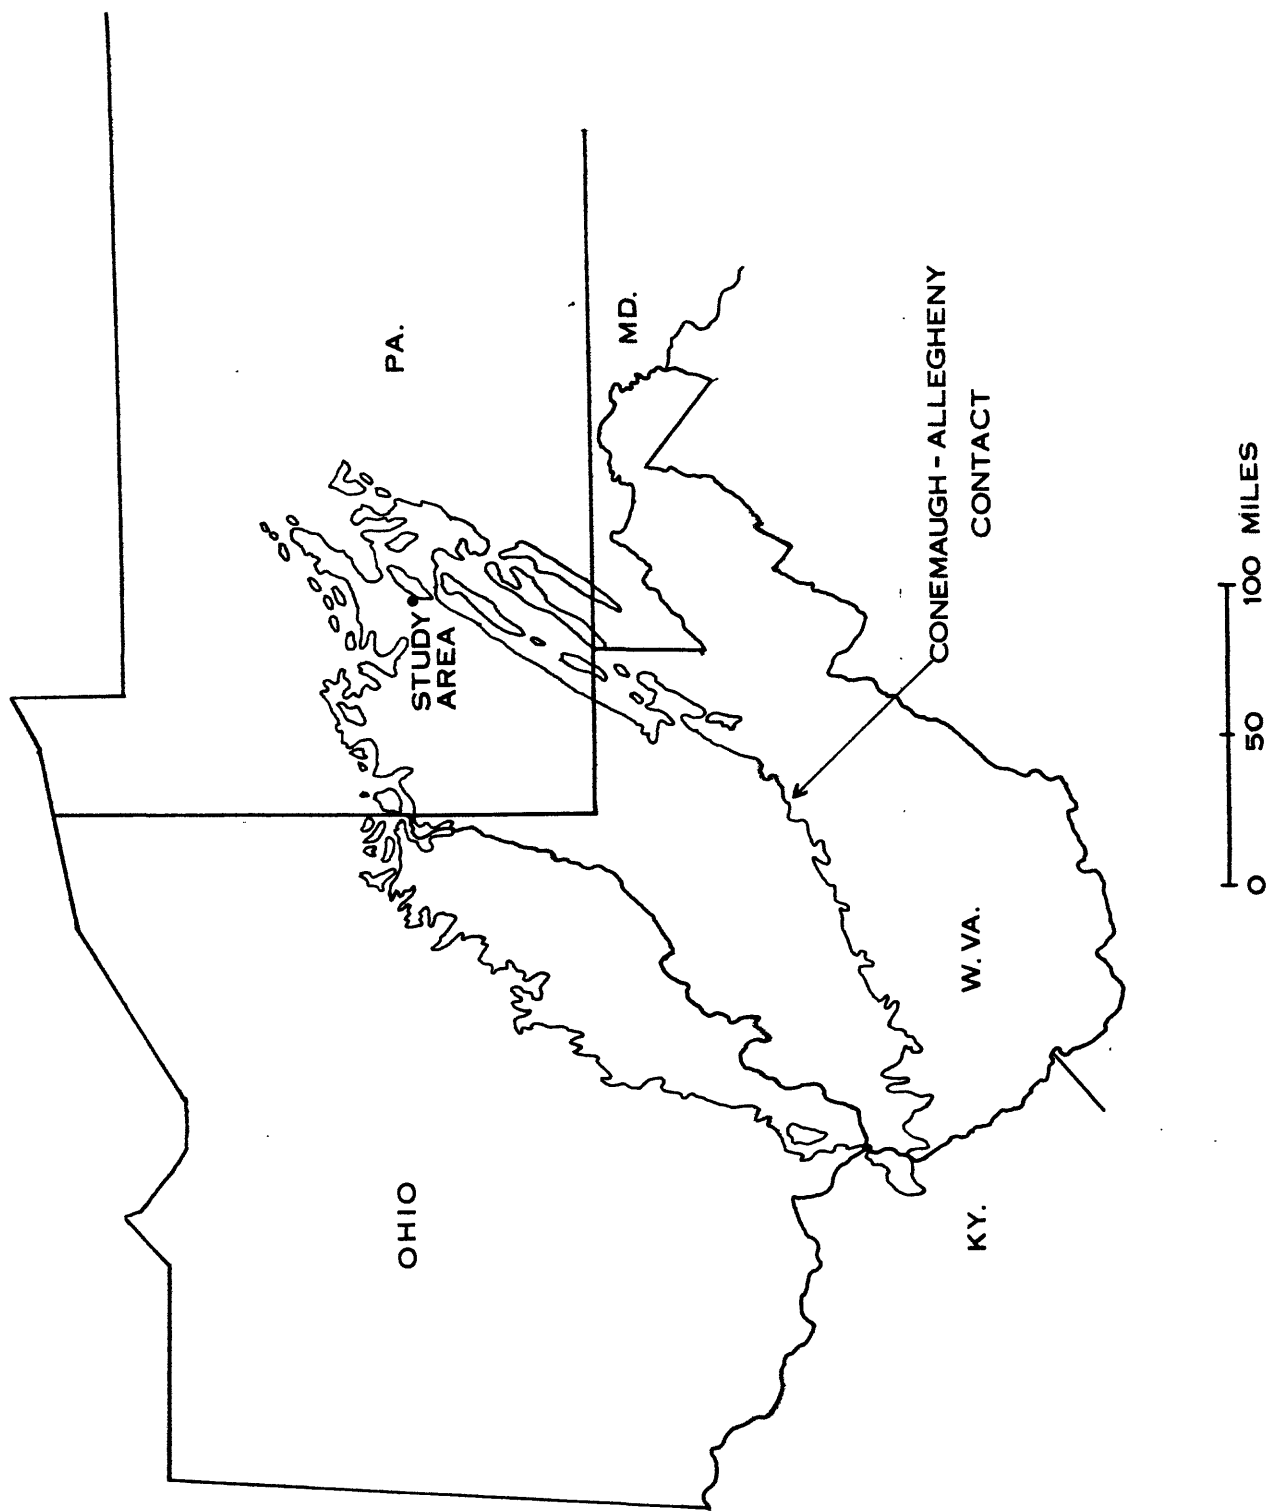 PA.
MD.
STUDY
AREA
OHIO
CONEMAUGH - ALLEGHENY
CONTACT
W. VA.
KY.
0 50 100 MILES